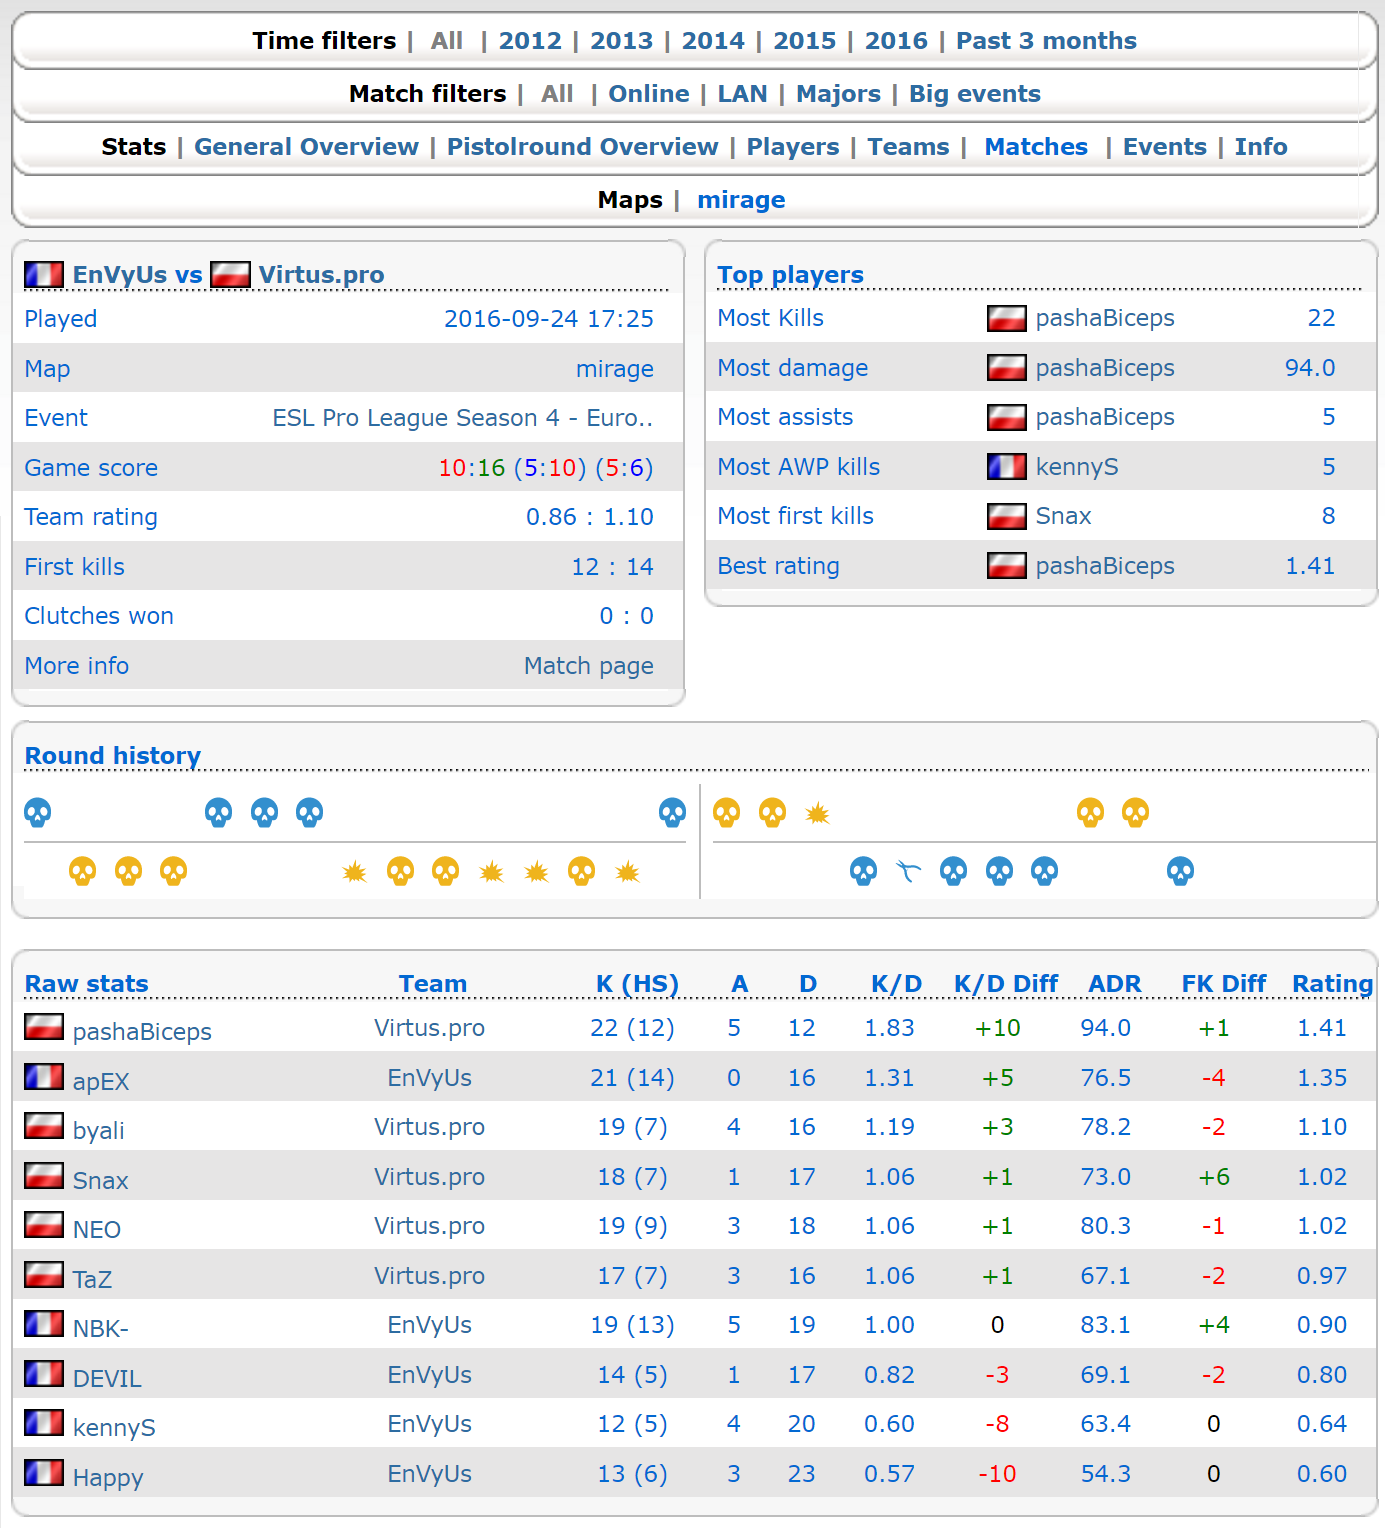 Time filters | All | 2012 | 2013 | 2014 | 2015 | 2016 | Past 3 months
Match filters | All | Online | LAN | Majors | Big events
Stats | General Overview | Pistolround Overview | Players | Teams | Matches | Events | Info
Maps | mirage
EnVyUs vs Virtus.pro
Played 2016-09-24 17:25
Map mirage
Event ESL Pro League Season 4 - Euro..
Game score 10:16 (5:10) (5:6)
Team rating 0.86 : 1.10
First kills 12 : 14
Clutches won 0 : 0
More info Match page
Top players
Most Kills pashaBiceps 22
Most damage pashaBiceps 94.0
Most assists pashaBiceps 5
Most AWP kills kennyS 5
Most first kills Snax 8
Best rating pashaBiceps 1.41
Round history
Raw stats Team K (HS) A D K/D K/D Diff ADR FK Diff Rating
pashaBiceps Virtus.pro 22 (12) 5 12 1.83 +10 94.0 +1 1.41
apEX EnVyUs 21 (14) 0 16 1.31 +5 76.5 -4 1.35
byali Virtus.pro 19 (7) 4 16 1.19 +3 78.2 -2 1.10
Snax Virtus.pro 18 (7) 1 17 1.06 +1 73.0 +6 1.02
NEO Virtus.pro 19 (9) 3 18 1.06 +1 80.3 -1 1.02
TaZ Virtus.pro 17 (7) 3 16 1.06 +1 67.1 -2 0.97
NBK- EnVyUs 19 (13) 5 19 1.00 0 83.1 +4 0.90
DEVIL EnVyUs 14 (5) 1 17 0.82 -3 69.1 -2 0.80
kennyS EnVyUs 12 (5) 4 20 0.60 -8 63.4 0 0.64
Happy EnVyUs 13 (6) 3 23 0.57 -10 54.3 0 0.60